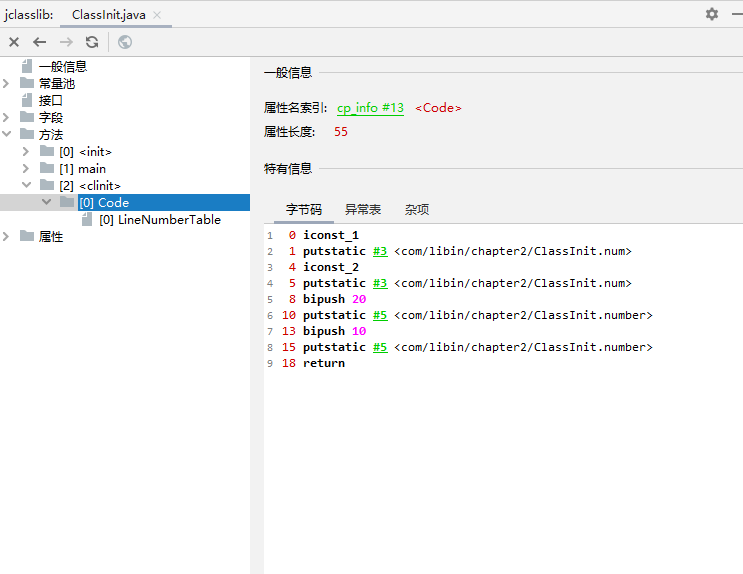 jclasslib: ClassInit.java
一般信息
常量池
接口
字段
方法
[0] <init>
[1] main
[2] <clinit>
[0] Code
[0] LineNumberTable
属性
一般信息
属性名索引: cp_info #13 <Code>
属性长度: 55
特有信息
字节码 异常表 杂项
1 0 iconst_1
2 1 putstatic #3 <com/libin/chapter2/ClassInit.num>
3 4 iconst_2
4 5 putstatic #3 <com/libin/chapter2/ClassInit.num>
5 8 bipush 20
6 10 putstatic #5 <com/libin/chapter2/ClassInit.number>
7 13 bipush 10
8 15 putstatic #5 <com/libin/chapter2/ClassInit.number>
9 18 return